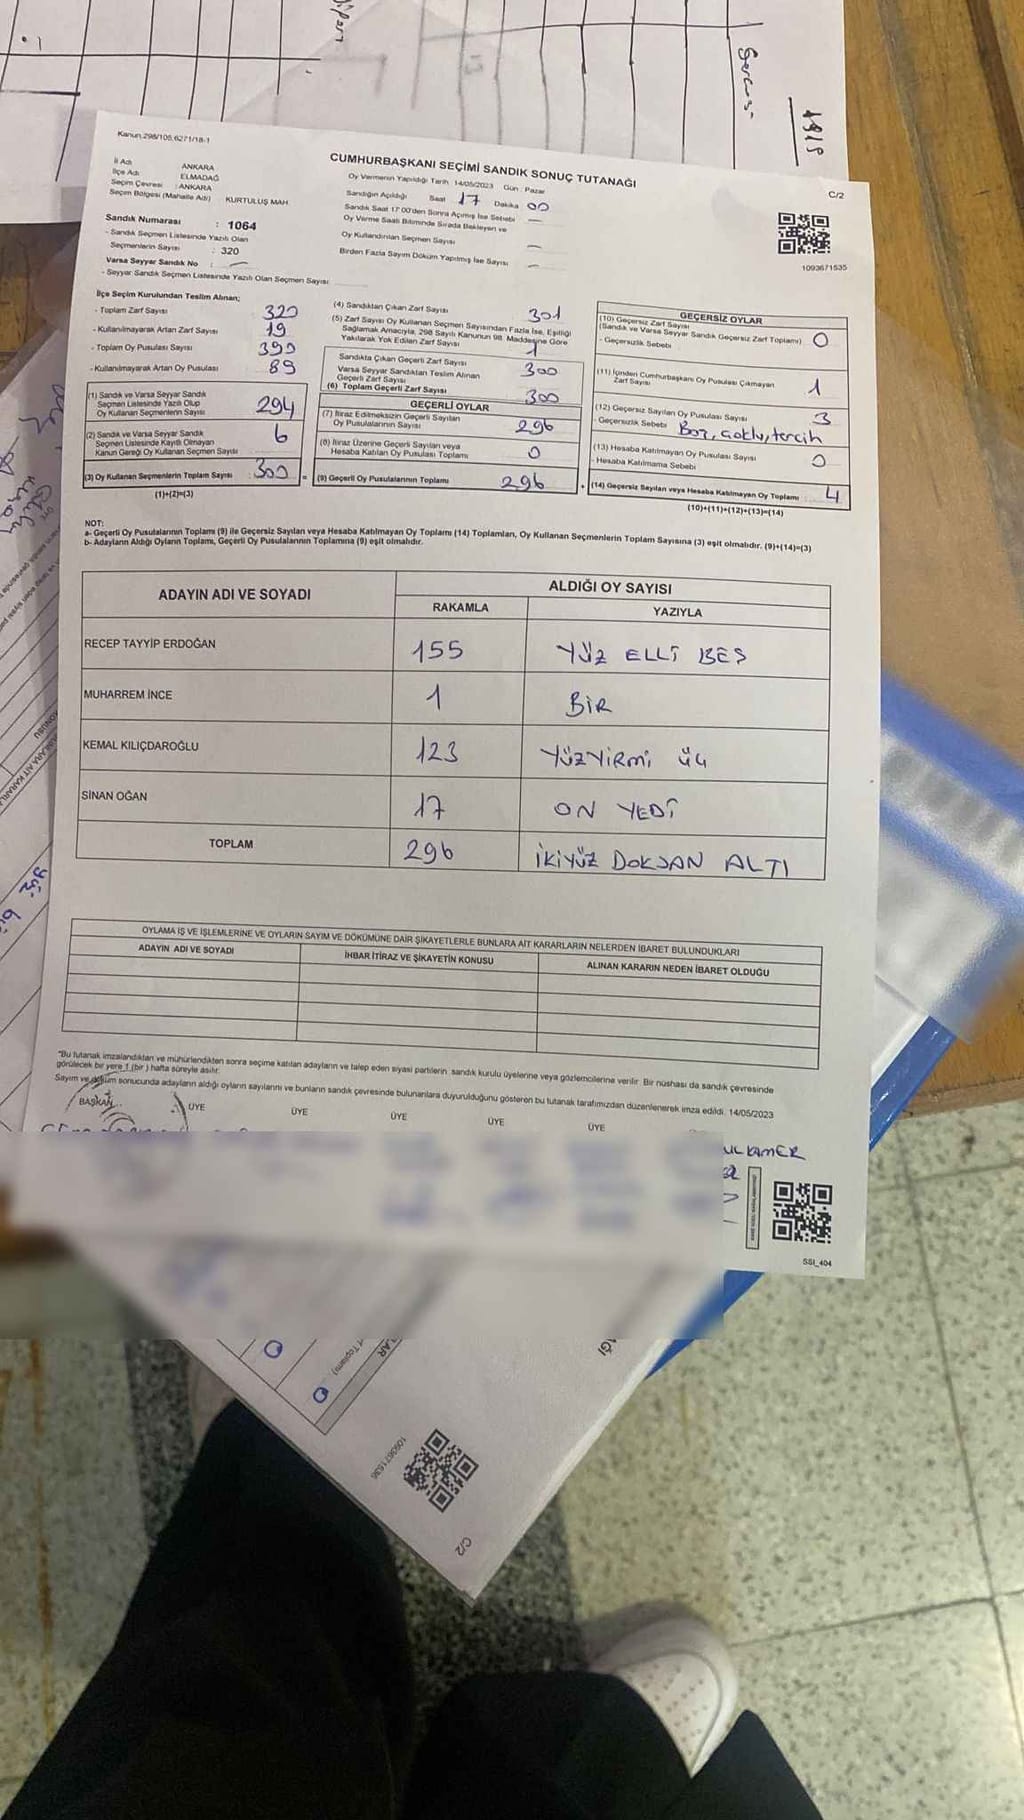 Kanun:298/105,6271/18-1
CUMHURBAŞKANI SEÇİMİ SANDIK SONUÇ TUTANAĞI
C/2
İl Adı ANKARA
İlçe Adı ELMADAĞ
Seçim Çevresi : ANKARA
Seçim Bölgesi (Mahalle Adı) KURTULUŞ MAH.
Sandık Numarası : 1064
- Sandık Seçmen Listesinde Yazılı Olan
Seçmenlerin Sayısı : 320
Varsa Seyyar Sandık No : —
- Seyyar Sandık Seçmen Listesinde Yazılı Olan Seçmen Sayısı
Oy Vermenin Yapıldığı Tarih 14/05/2023 Gün : Pazar
Sandığın Açıldığı Saat 17 Dakika 00
Sandık Saat 17:00'den Sonra Açılmış İse Sebebi —
Oy Verme Saati Bitiminde Sırada Bekleyen ve
Oy Kullandırılan Seçmen Sayısı —
Birden Fazla Sayım Döküm Yapılmış İse Sayısı —
1093671535
İlçe Seçim Kurulundan Teslim Alınan;
- Toplam Zarf Sayısı 320
- Kullanılmayarak Artan Zarf Sayısı 19
- Toplam Oy Pusulası Sayısı 390
- Kullanılmayarak Artan Oy Pusulası 89
(1) Sandık ve Varsa Seyyar Sandık
Seçmen Listesinde Yazılı Olup
Oy Kullanan Seçmenlerin Sayısı 294
(2) Sandık ve Varsa Seyyar Sandık
Seçmen Listesinde Kayıtlı Olmayan
Kanun Gereği Oy Kullanan Seçmen Sayısı 6
(3) Oy Kullanan Seçmenlerin Toplam Sayısı 300
(1)+(2)=(3)
(4) Sandıktan Çıkan Zarf Sayısı 301
(5) Zarf Sayısı Oy Kullanan Seçmen Sayısından Fazla İse, Eşitliği
Sağlamak Amacıyla, 298 Sayılı Kanunun 98. Maddesine Göre
Yakılarak Yok Edilen Zarf Sayısı 1
Sandıkta Çıkan Geçerli Zarf Sayısı 300
Varsa Seyyar Sandıktan Teslim Alınan
Geçerli Zarf Sayısı
(6) Toplam Geçerli Zarf Sayısı 300
GEÇERLİ OYLAR
(7) İtiraz Edilmeksizin Geçerli Sayılan
Oy Pusulasının Sayısı 296
(8) İtiraz Üzerine Geçerli Sayılan veya
Hesaba Katılan Oy Pusulası Toplamı 0
(9) Geçerli Oy Pusulalarının Toplamı 296
GEÇERSİZ OYLAR
(10) Geçersiz Zarf Sayısı
(Sandık ve Varsa Seyyar Sandık Geçersiz Zarf Toplamı) 0
- Geçersizlik Sebebi
(11) İçinden Cumhurbaşkanı Oy Pusulası Çıkmayan
Zarf Sayısı 1
(12) Geçersiz Sayılan Oy Pusulası Sayısı 3
- Geçersizlik Sebebi Boş, çoklu, tercih
(13) Hesaba Katılmayan Oy Pusulası Sayısı 0
- Hesaba Katılmama Sebebi
(14) Geçersiz Sayılan veya Hesaba Katılmayan Oy Toplamı 4
(10)+(11)+(12)+(13)=(14)
NOT:
a- Geçerli Oy Pusulalarının Toplamı (9) ile Geçersiz Sayılan veya Hesaba Katılmayan Oy Toplamı (14) Toplamları, Oy Kullanan Seçmenlerin Toplam Sayısına (3) eşit olmalıdır. (9)+(14)=(3)
b- Adayların Aldığı Oyların Toplamı, Geçerli Oy Pusulalarının Toplamına (9) eşit olmalıdır.
ADAYIN ADI VE SOYADI
ALDIĞI OY SAYISI
RAKAMLA YAZIYLA
RECEP TAYYİP ERDOĞAN 155 YÜZ ELLİ BEŞ
MUHARREM İNCE 1 BİR
KEMAL KILIÇDAROĞLU 123 YÜZYİRMİ ÜÇ
SİNAN OĞAN 17 ON YEDİ
TOPLAM 296 İKİYÜZ DOKSAN ALTI
OYLAMA İŞ VE İŞLEMLERİNE VE OYLARIN SAYIM VE DÖKÜMÜNE DAİR ŞİKAYETLERLE BUNLARA AİT KARARLARIN NELERDEN İBARET BULUNDUKLARI
ADAYIN ADI VE SOYADI İHBAR İTİRAZ VE ŞİKAYETİN KONUSU ALINAN KARARIN NEDEN İBARET OLDUĞU
"Bu tutanak imzalandıktan ve mühürlendikten sonra seçime katılan adayların ve talep eden siyasi partilerin sandık kurulu üyelerine veya gözlemcilerine verilir. Bir nüshası da sandık çevresinde
görülecek bir yere 1 (bir) hafta süreyle asılır.
Sayım ve döküm sonucunda adayların aldığı oyların sayılarını ve bunların sandık çevresinde bulunanlara duyurulduğunu gösteren bu tutanak tarafımızdan düzenlenerek imza edildi. 14/05/2023
BAŞKAN ÜYE ÜYE ÜYE ÜYE ÜYE
SSI_404
1093671536
C/2